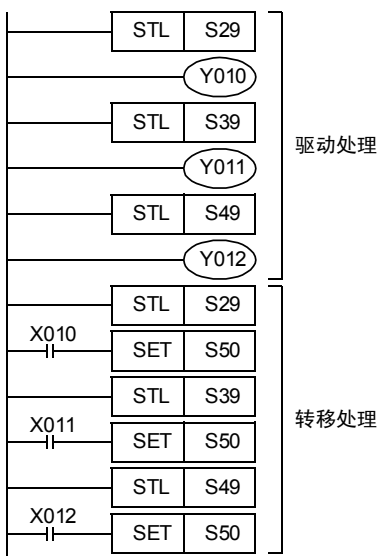 STL S29
Y010
STL S39
Y011
STL S49
Y012
驱动处理
STL S29
X010
SET S50
STL S39
X011
SET S50
STL S49
X012
SET S50
转移处理